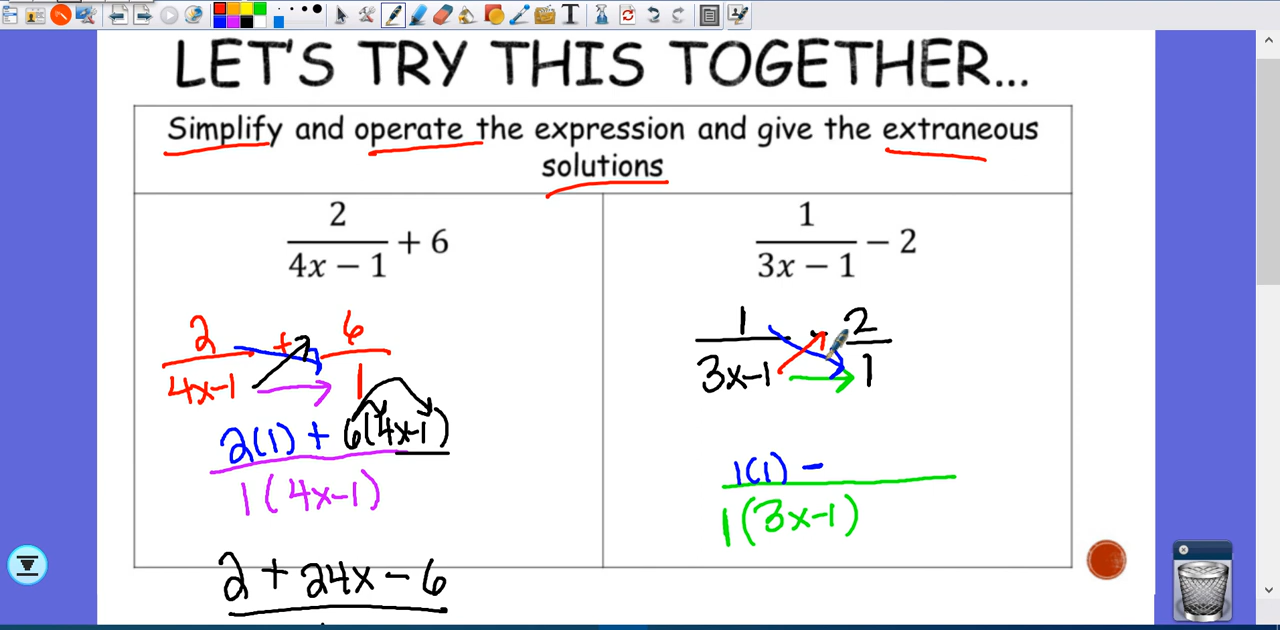 LET'S TRY THIS TOGETHER...
Simplify and operate the expression and give the extraneous
solutions
2
4x − 1
+ 6
2
4x-1
+
6
1
2(1) + 6(4x-1)
1(4x-1)
2 + 24x - 6
1
3x − 1
− 2
1
3x-1
-
2
1
1(1) -
1(3x-1)